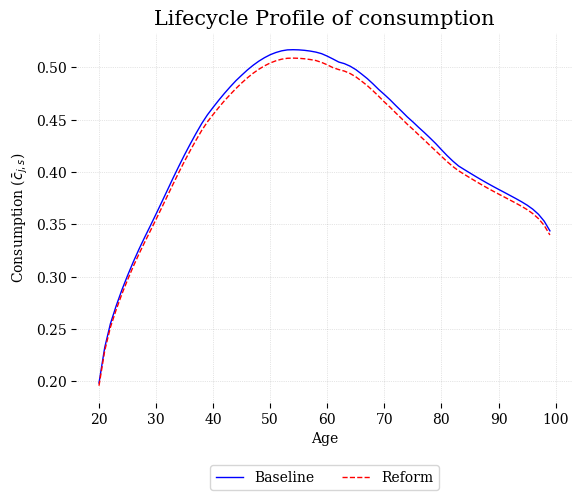 Lifecycle Profile of consumption
Consumption ($\bar{c}_{j,s}$)
0.50
0.45
0.40
0.35
0.30
0.25
0.20
20 30 40 50 60 70 80 90 100
Age
Baseline Reform